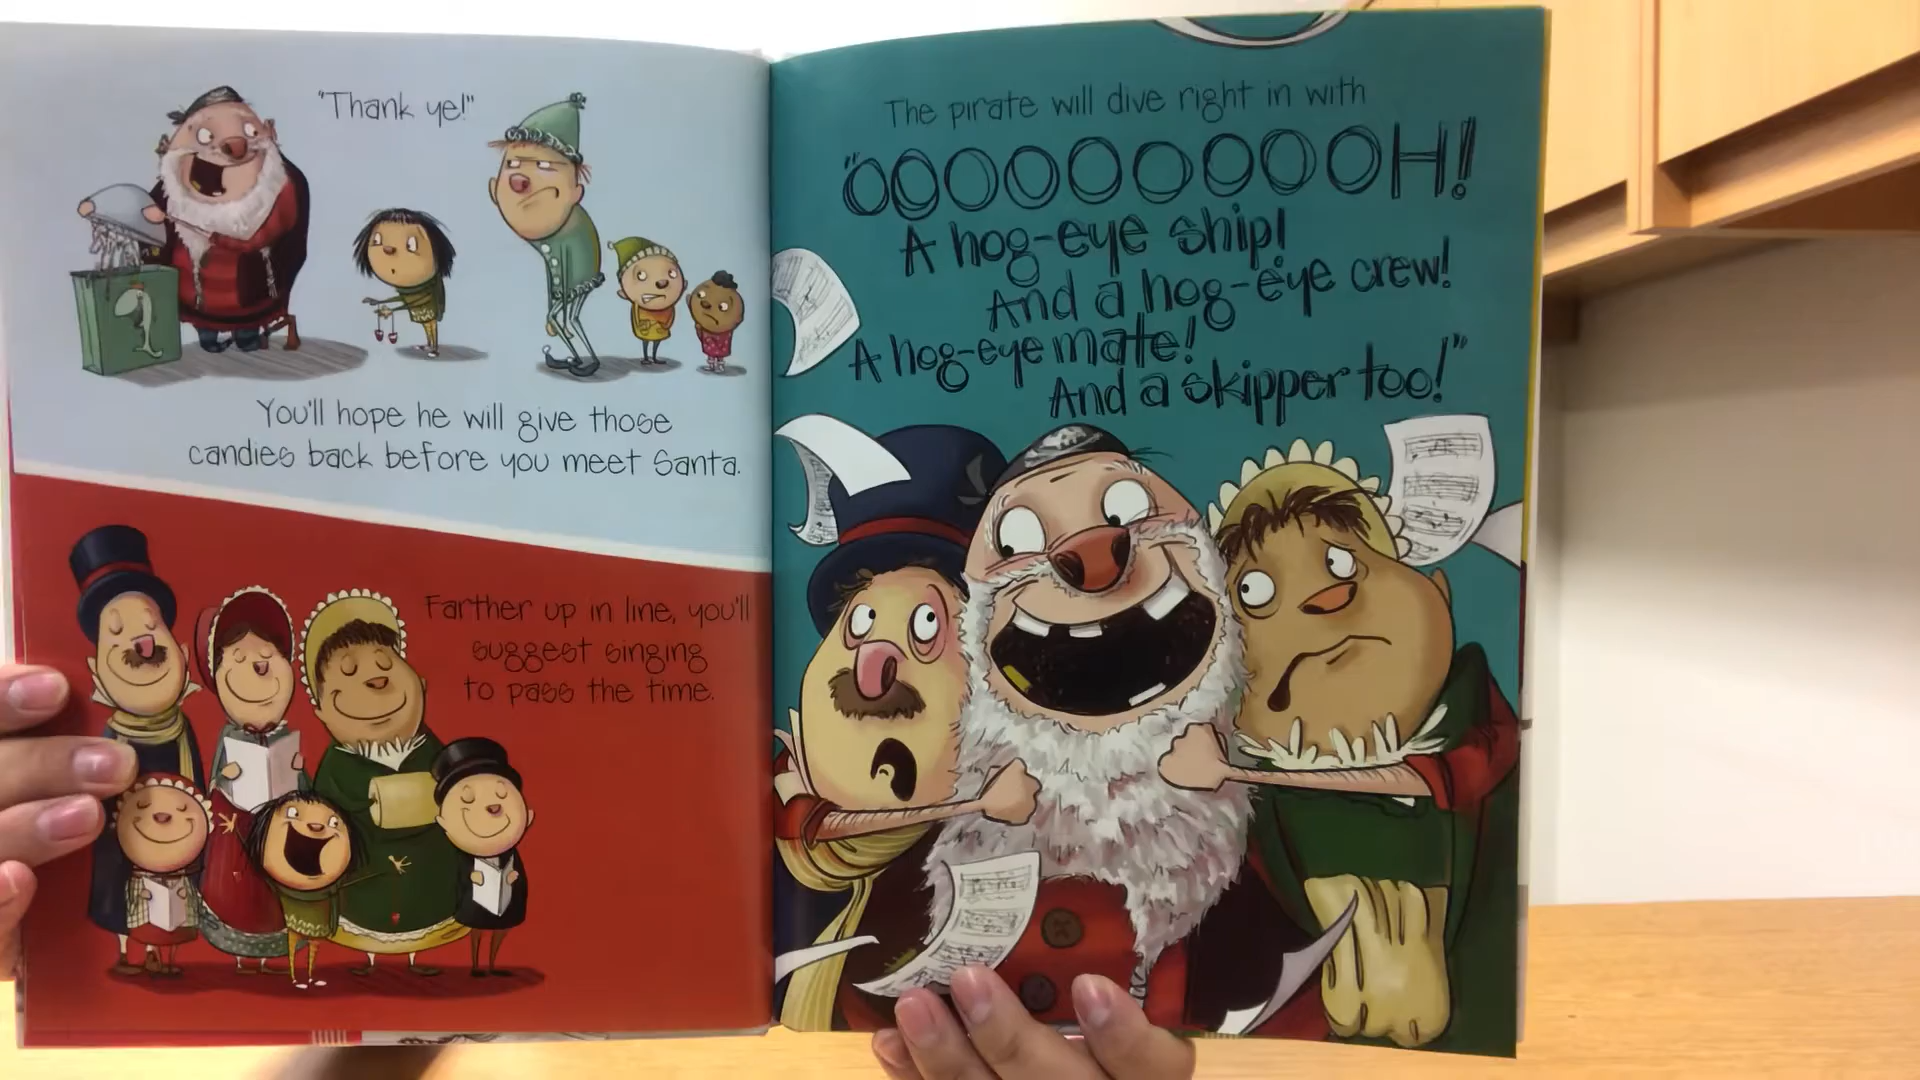 "Thank ye!"
You'll hope he will give those
candies back before you meet Santa.
Farther up in line, you'll
suggest singing
to pass the time.
The pirate will dive right in with
"OOOOOOOOOH!
A hog-eye ship!
And a hog-eye crew!
A hog-eye mate!
And a skipper too!"